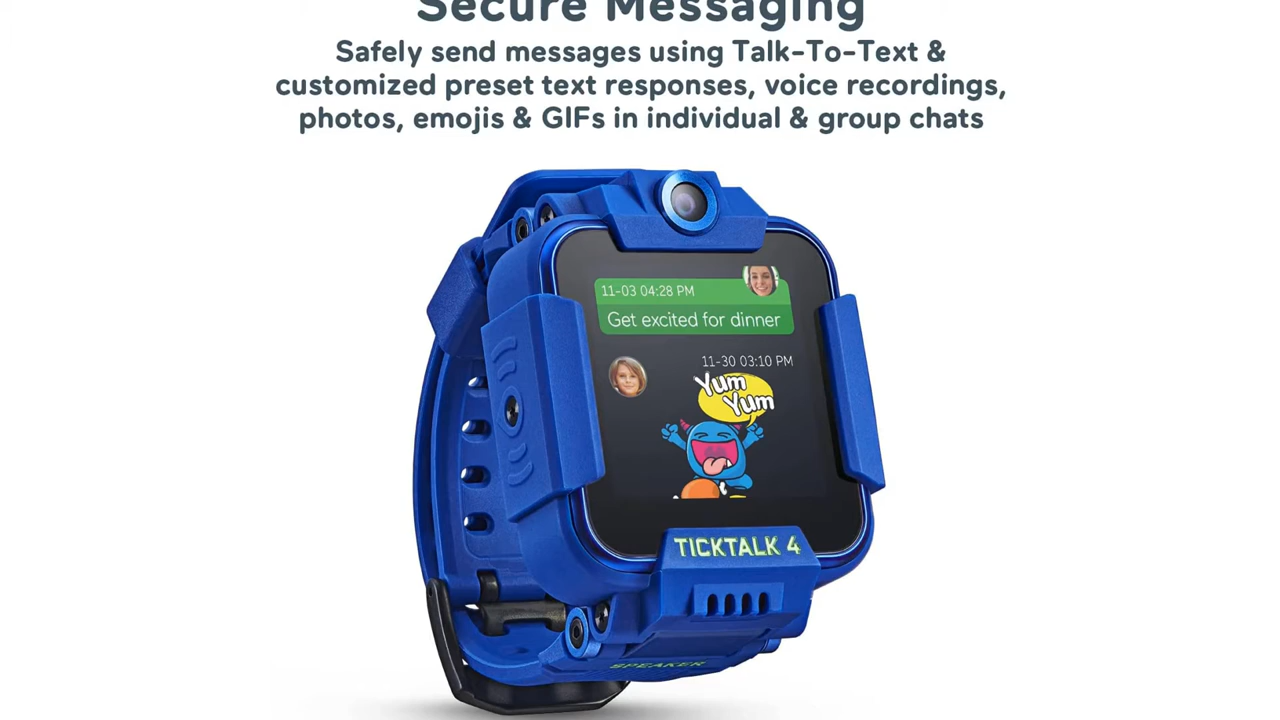 Secure Messaging
Safely send messages using Talk-To-Text &
customized preset text responses, voice recordings,
photos, emojis & GIFs in individual & group chats
11-03 04:28 PM
Get excited for dinner
11-30 03:10 PM
Yum
Yum
TICKTALK 4
SPEAKER